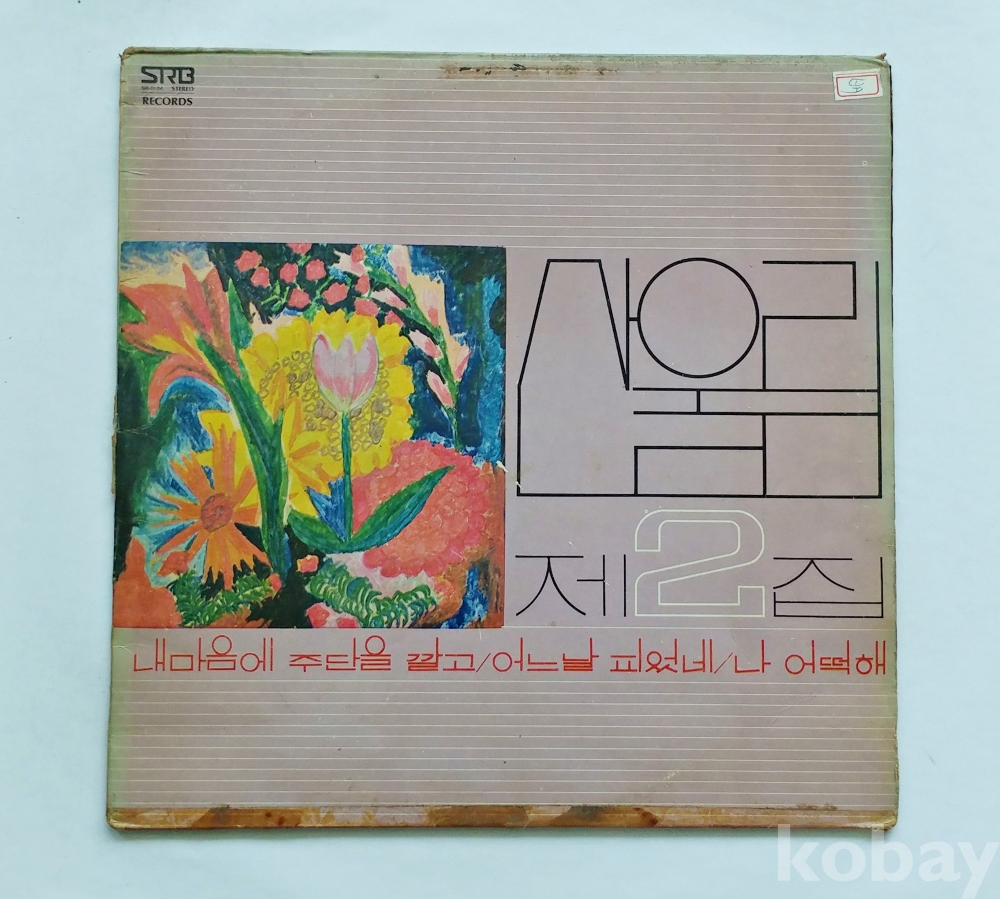 SRB
STEREO
RECORDS
산울림
제2집
내마음에 주단을 깔고/어느날 피었네/나 어떡해
kobay